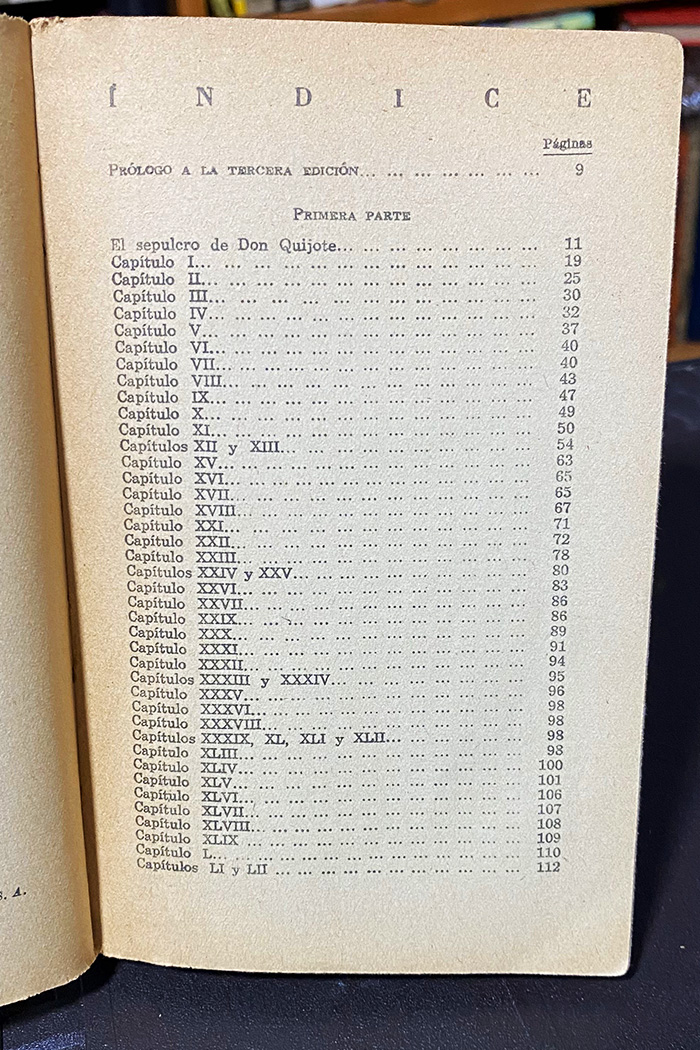 Í N D I C E
Páginas
PRÓLOGO A LA TERCERA EDICIÓN... ... ... ... ... ... ... 9
PRIMERA PARTE
El sepulcro de Don Quijote... ... ... ... ... ... ... ... 11
Capítulo I... ... ... ... ... ... ... ... ... ... ... ... 19
Capítulo II... ... ... ... ... ... ... ... ... ... ... ... 25
Capítulo III... ... ... ... ... ... ... ... ... ... ... ... 30
Capítulo IV... ... ... ... ... ... ... ... ... ... ... ... 32
Capítulo V... ... ... ... ... ... ... ... ... ... ... ... 37
Capítulo VI... ... ... ... ... ... ... ... ... ... ... ... 40
Capítulo VII... ... ... ... ... ... ... ... ... ... ... ... 40
Capítulo VIII... ... ... ... ... ... ... ... ... ... ... ... 43
Capítulo IX... ... ... ... ... ... ... ... ... ... ... ... 47
Capítulo X... ... ... ... ... ... ... ... ... ... ... ... 49
Capítulo XI... ... ... ... ... ... ... ... ... ... ... ... 50
Capítulos XII y XIII... ... ... ... ... ... ... ... ... ... 54
Capítulo XV... ... ... ... ... ... ... ... ... ... ... ... 63
Capítulo XVI... ... ... ... ... ... ... ... ... ... ... ... 65
Capítulo XVII... ... ... ... ... ... ... ... ... ... ... ... 65
Capítulo XVIII... ... ... ... ... ... ... ... ... ... ... ... 67
Capítulo XXI... ... ... ... ... ... ... ... ... ... ... ... 71
Capítulo XXII... ... ... ... ... ... ... ... ... ... ... ... 72
Capítulo XXIII... ... ... ... ... ... ... ... ... ... ... ... 78
Capítulos XXIV y XXV... ... ... ... ... ... ... ... ... ... 80
Capítulo XXVI... ... ... ... ... ... ... ... ... ... ... ... 83
Capítulo XXVII... ... ... ... ... ... ... ... ... ... ... ... 86
Capítulo XXIX... ... ... ... ... ... ... ... ... ... ... ... 86
Capítulo XXX... ... ... ... ... ... ... ... ... ... ... ... 89
Capítulo XXXI... ... ... ... ... ... ... ... ... ... ... ... 91
Capítulo XXXII... ... ... ... ... ... ... ... ... ... ... ... 94
Capítulos XXXIII y XXXIV... ... ... ... ... ... ... ... 95
Capítulo XXXV... ... ... ... ... ... ... ... ... ... ... ... 96
Capítulo XXXVI... ... ... ... ... ... ... ... ... ... ... ... 98
Capítulo XXXVIII... ... ... ... ... ... ... ... ... ... ... 98
Capítulos XXXIX, XL, XLI y XLII... ... ... ... ... ... 98
Capítulo XLIII... ... ... ... ... ... ... ... ... ... ... ... 98
Capítulo XLIV... ... ... ... ... ... ... ... ... ... ... ... 100
Capítulo XLV... ... ... ... ... ... ... ... ... ... ... ... 101
Capítulo XLVI... ... ... ... ... ... ... ... ... ... ... ... 106
Capítulo XLVII... ... ... ... ... ... ... ... ... ... ... ... 107
Capítulo XLVIII... ... ... ... ... ... ... ... ... ... ... ... 108
Capítulo XLIX ... ... ... ... ... ... ... ... ... ... ... ... 109
Capítulo L... ... ... ... ... ... ... ... ... ... ... ... 110
Capítulos LI y LII ... ... ... ... ... ... ... ... ... ... 112
S. A.